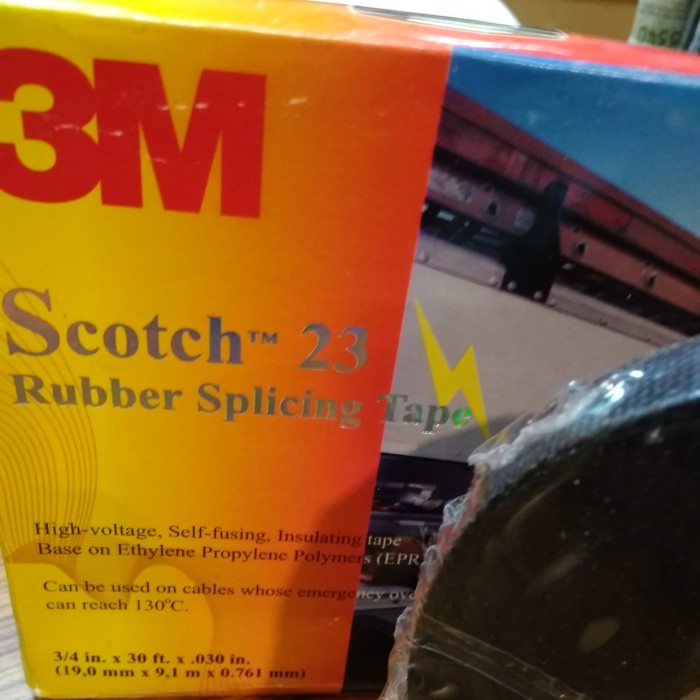 3M
Scotch™ 23
Rubber Splicing Tape
High-voltage, Self-fusing, Insulating tape
Base on Ethylene Propylene Polymers (EPR
Can be used on cables whose emergency
can reach 130°C.
3/4 in. x 30 ft. x .030 in.
(19,0 mm x 9,1 m x 0.761 mm)